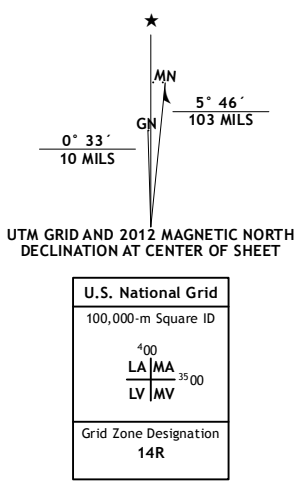 ★
MN
GN
5° 46´
103 MILS
0° 33´
10 MILS
UTM GRID AND 2012 MAGNETIC NORTH
DECLINATION AT CENTER OF SHEET
U.S. National Grid
100,000-m Square ID
400
LA MA
3500
LV MV
Grid Zone Designation
14R